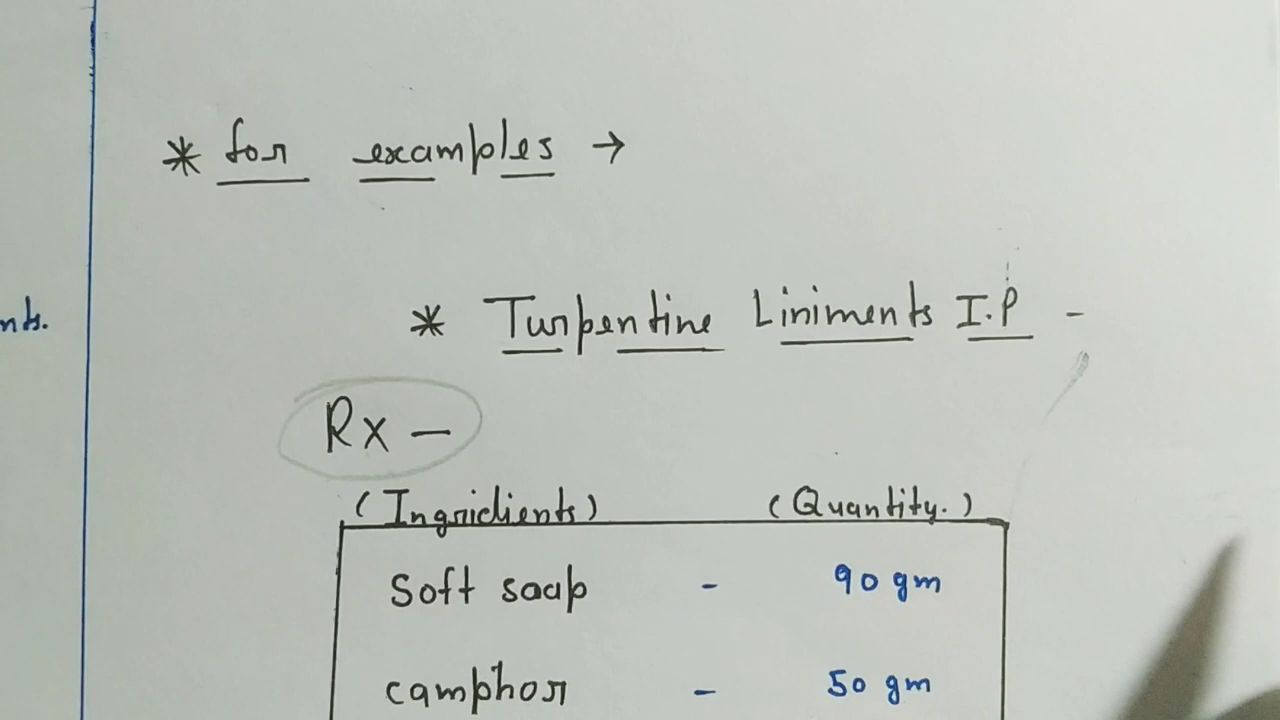 * for examples →
nts.
* Turpentine Liniments I.P -
Rx -
(Ingridients) (Quantity.)
Soft soap - 90 gm
camphor - 50 gm